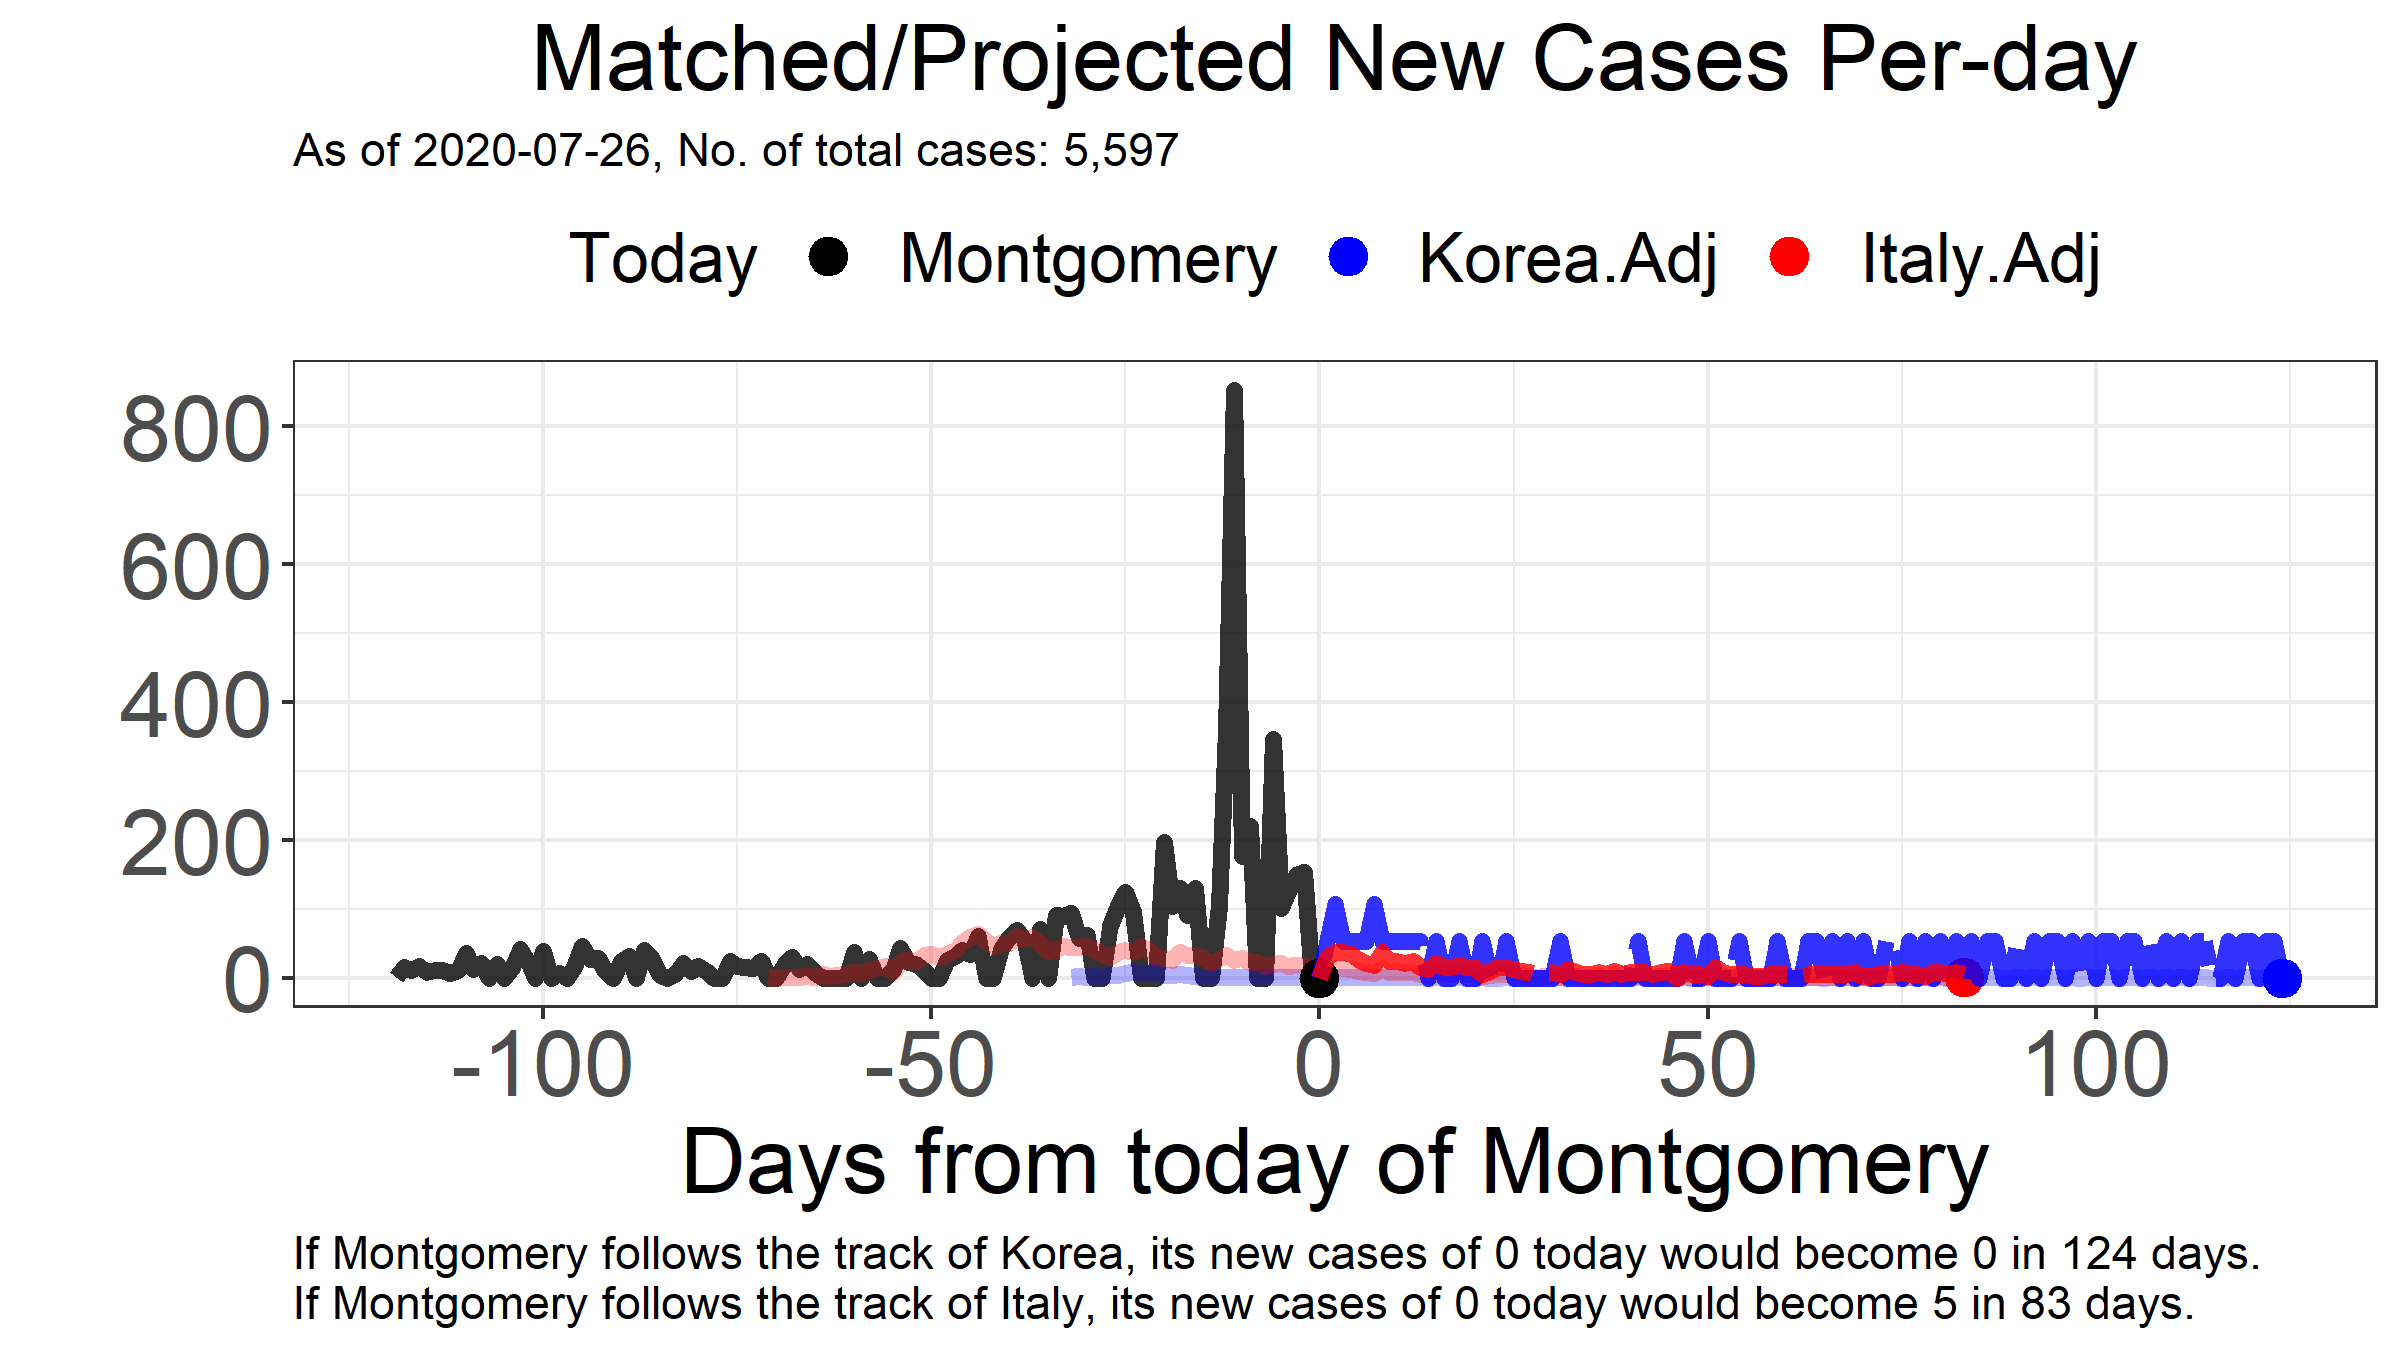 Matched/Projected New Cases Per-day
As of 2020-07-26, No. of total cases: 5,597
Today Montgomery Korea.Adj Italy.Adj
800
600
400
200
0
-100 -50 0 50 100
Days from today of Montgomery
If Montgomery follows the track of Korea, its new cases of 0 today would become 0 in 124 days.
If Montgomery follows the track of Italy, its new cases of 0 today would become 5 in 83 days.